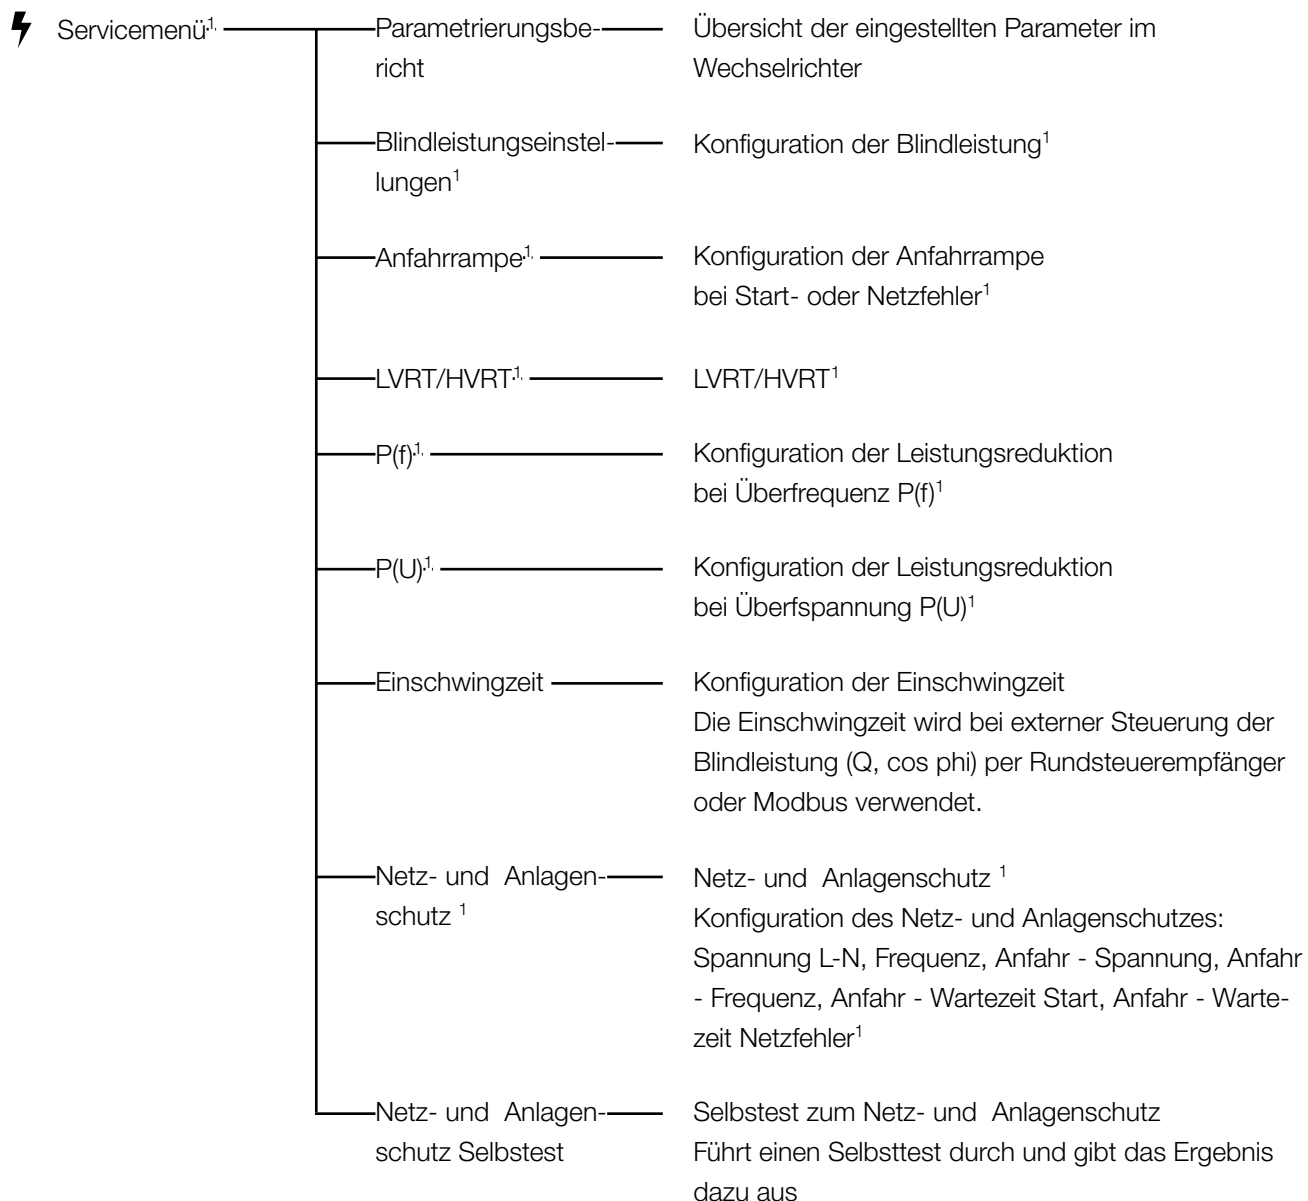 Servicemenü¹
Parametrierungsbe-
richt
Übersicht der eingestellten Parameter im
Wechselrichter
Blindleistungseinstel-
lungen¹
Konfiguration der Blindleistung¹
Anfahrrampe¹
Konfiguration der Anfahrrampe
bei Start- oder Netzfehler¹
LVRT/HVRT¹
LVRT/HVRT¹
P(f)¹
Konfiguration der Leistungsreduktion
bei Überfrequenz P(f)¹
P(U)¹
Konfiguration der Leistungsreduktion
bei Überfspannung P(U)¹
Einschwingzeit
Konfiguration der Einschwingzeit
Die Einschwingzeit wird bei externer Steuerung der
Blindleistung (Q, cos phi) per Rundsteuerempfänger
oder Modbus verwendet.
Netz- und Anlagen-
schutz ¹
Netz- und Anlagenschutz ¹
Konfiguration des Netz- und Anlagenschutzes:
Spannung L-N, Frequenz, Anfahr - Spannung, Anfahr
- Frequenz, Anfahr - Wartezeit Start, Anfahr - Warte-
zeit Netzfehler¹
Netz- und Anlagen-
schutz Selbstest
Selbstest zum Netz- und Anlagenschutz
Führt einen Selbsttest durch und gibt das Ergebnis
dazu aus